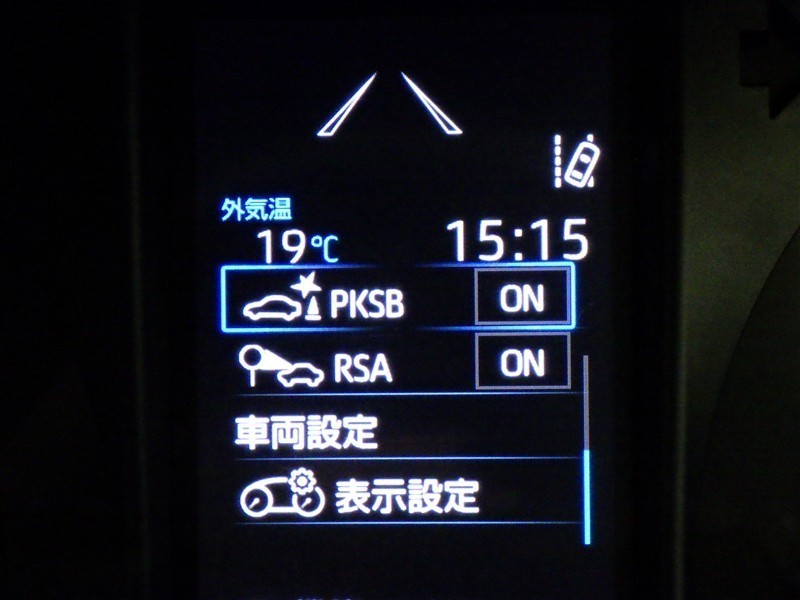 外気温
19℃ 15:15
PKSB ON
RSA ON
車両設定
表示設定